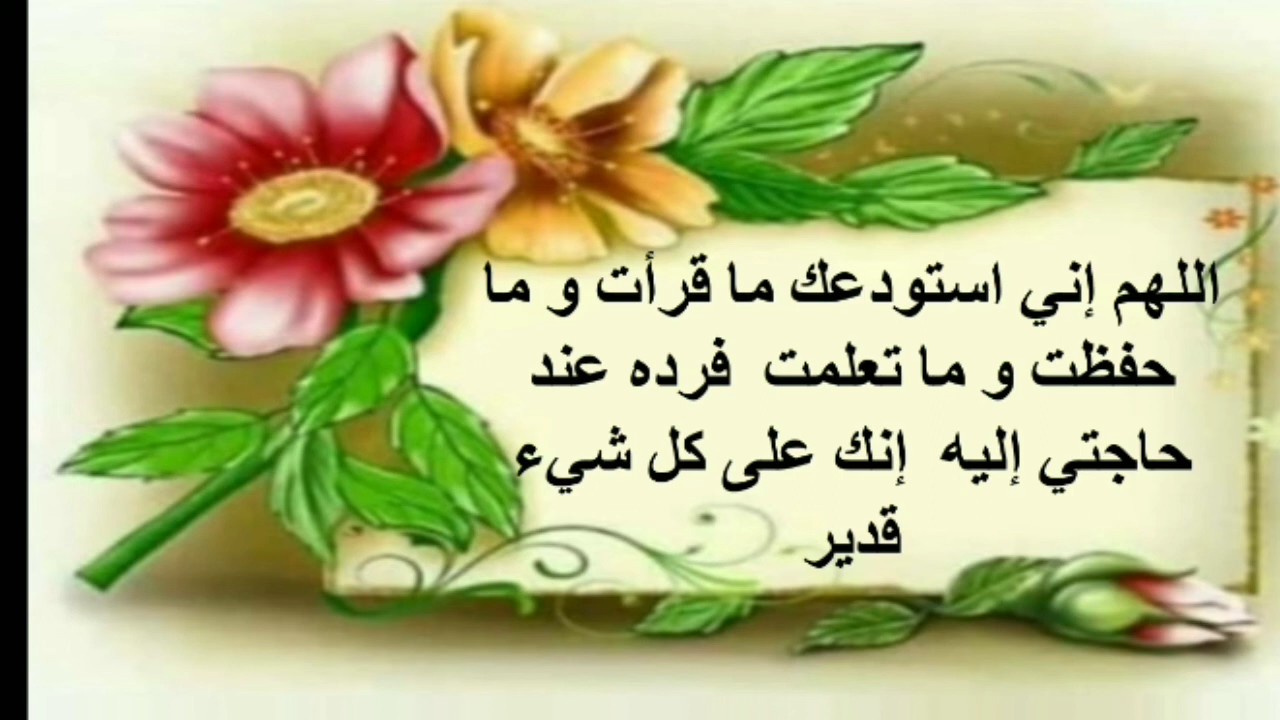 اللهم إني استودعك ما قرأت و ما
حفظت و ما تعلمت فرده عند
حاجتي إليه إنك على كل شيء
قدير